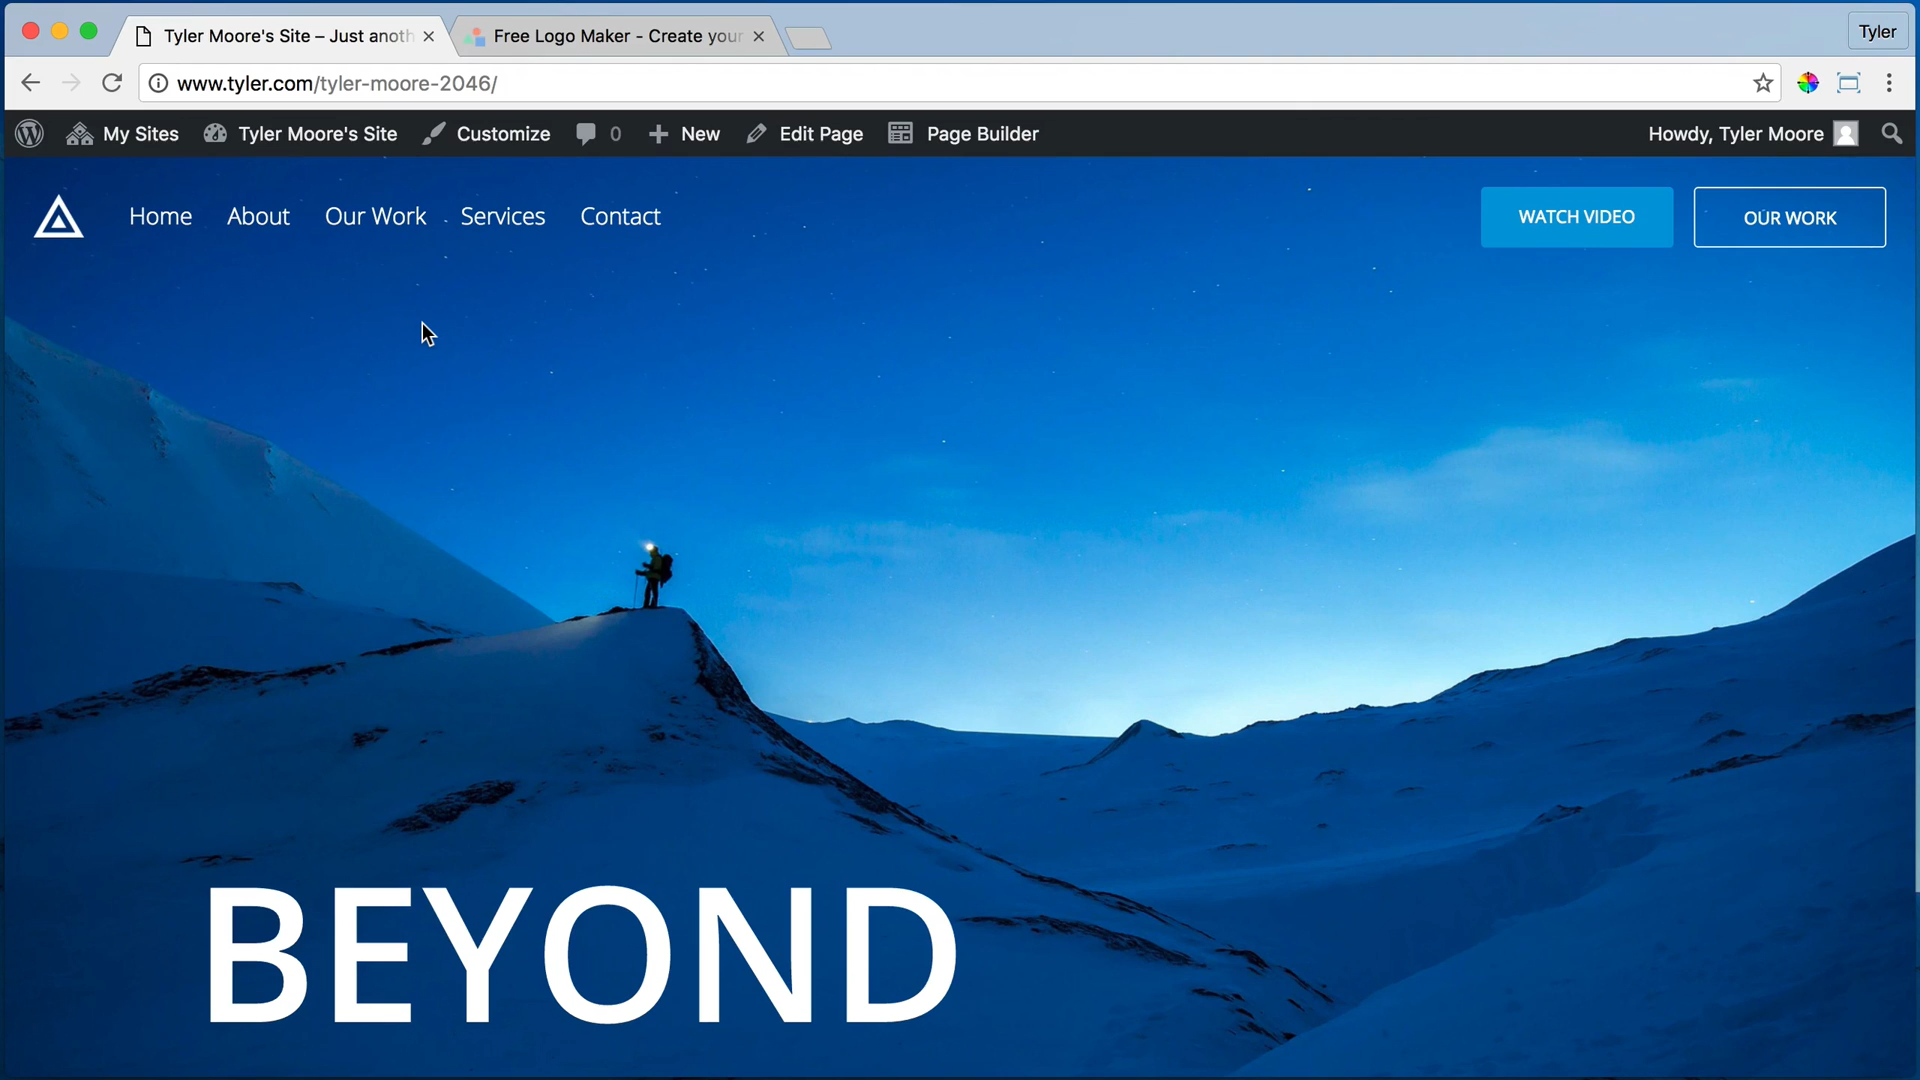 Tyler Moore's Site – Just anoth
Free Logo Maker - Create your
Tyler
www.tyler.com/tyler-moore-2046/
My Sites
Tyler Moore's Site
Customize
0
New
Edit Page
Page Builder
Howdy, Tyler Moore
Home
About
Our Work
Services
Contact
WATCH VIDEO
OUR WORK
BEYOND